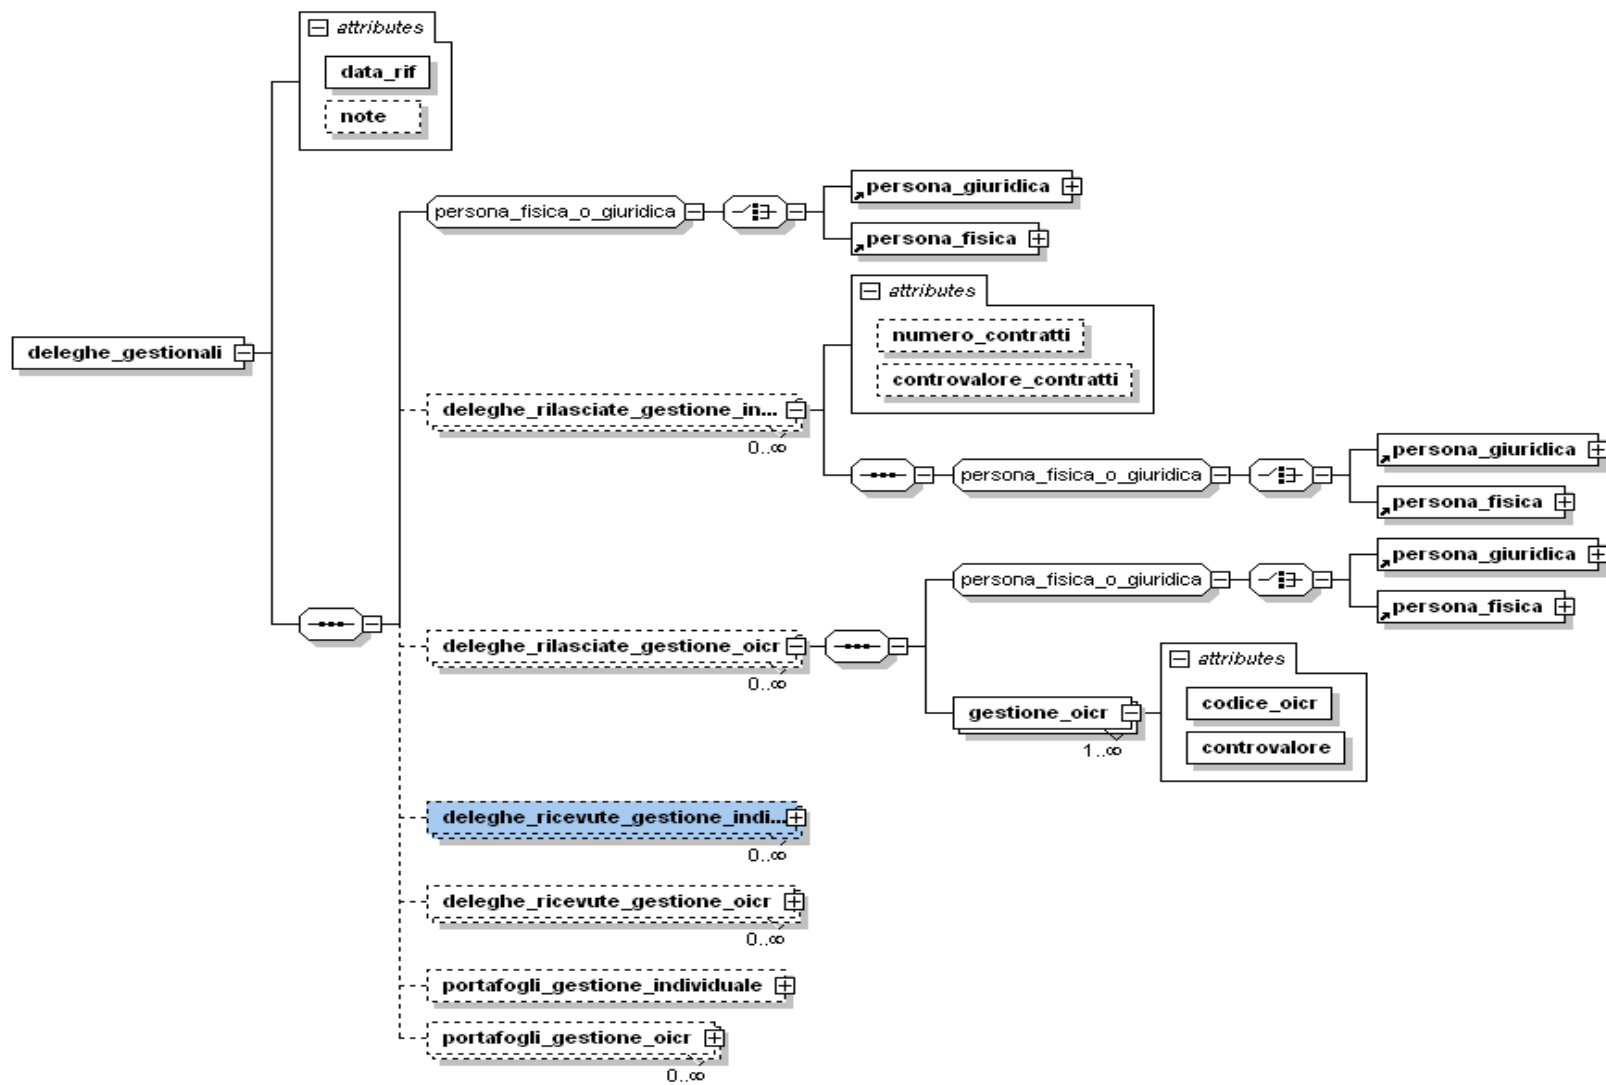 attributes
data_rif
note
persona_fisica_o_giuridica
persona_giuridica
persona_fisica
attributes
numero_contratti
controvalore_contratti
deleghe_gestionali
deleghe_rilasciate_gestione_in...
0..∞
persona_fisica_o_giuridica
persona_giuridica
persona_fisica
persona_fisica_o_giuridica
persona_giuridica
persona_fisica
deleghe_rilasciate_gestione_oicr
0..∞
attributes
codice_oicr
controvalore
gestione_oicr
1..∞
deleghe_ricevute_gestione_indi...
0..∞
deleghe_ricevute_gestione_oicr
0..∞
portafogli_gestione_individuale
portafogli_gestione_oicr
0..∞